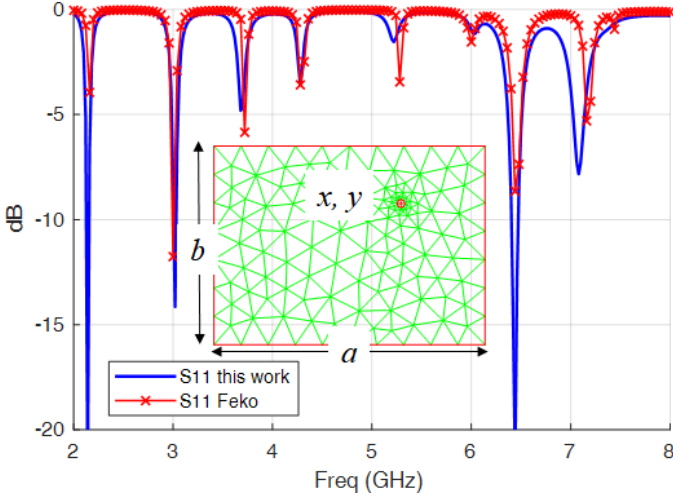 0
-5
-10
-15
-20
dB
x, y
b
a
S11 this work
S11 Feko
2 3 4 5 6 7 8
Freq (GHz)